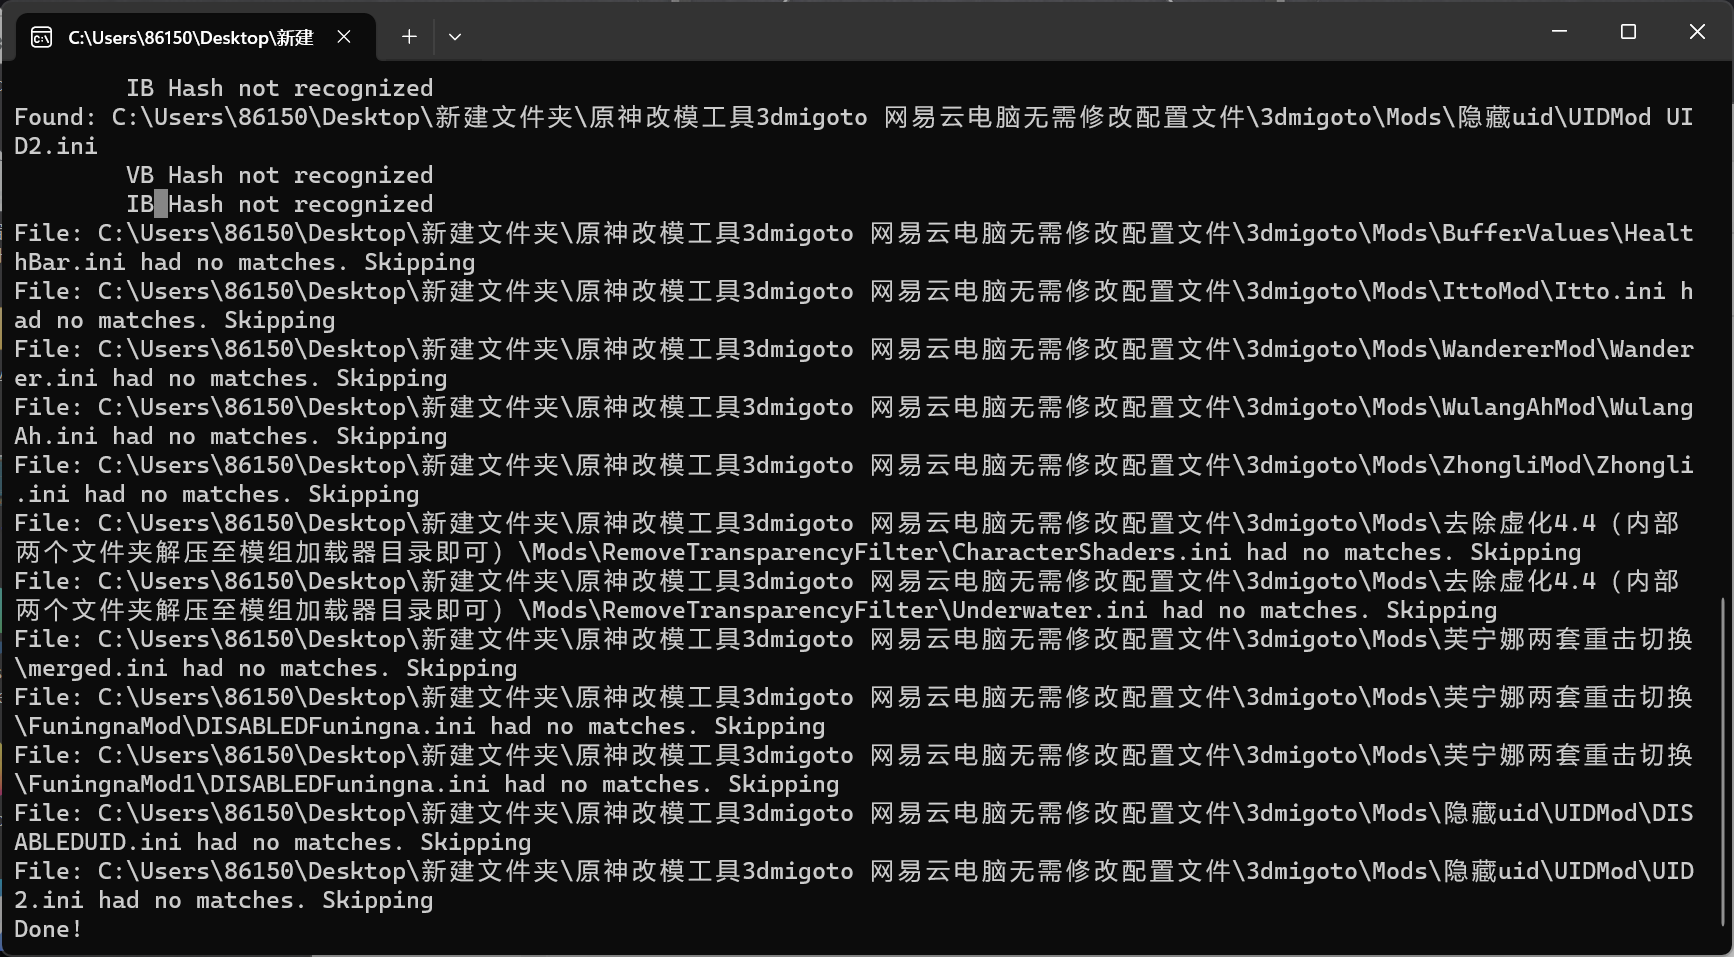 C:\Users\86150\Desktop\新建
IB Hash not recognized
Found: C:\Users\86150\Desktop\新建文件夹\原神改模工具3dmigoto 网易云电脑无需修改配置文件\3dmigoto\Mods\隐藏uid\UIDMod UI
D2.ini
VB Hash not recognized
IB Hash not recognized
File: C:\Users\86150\Desktop\新建文件夹\原神改模工具3dmigoto 网易云电脑无需修改配置文件\3dmigoto\Mods\BufferValues\Healt
hBar.ini had no matches. Skipping
File: C:\Users\86150\Desktop\新建文件夹\原神改模工具3dmigoto 网易云电脑无需修改配置文件\3dmigoto\Mods\IttoMod\Itto.ini h
ad no matches. Skipping
File: C:\Users\86150\Desktop\新建文件夹\原神改模工具3dmigoto 网易云电脑无需修改配置文件\3dmigoto\Mods\WandererMod\Wander
er.ini had no matches. Skipping
File: C:\Users\86150\Desktop\新建文件夹\原神改模工具3dmigoto 网易云电脑无需修改配置文件\3dmigoto\Mods\WulangAhMod\Wulang
Ah.ini had no matches. Skipping
File: C:\Users\86150\Desktop\新建文件夹\原神改模工具3dmigoto 网易云电脑无需修改配置文件\3dmigoto\Mods\ZhongliMod\Zhongli
.ini had no matches. Skipping
File: C:\Users\86150\Desktop\新建文件夹\原神改模工具3dmigoto 网易云电脑无需修改配置文件\3dmigoto\Mods\去除虚化4.4（内部
两个文件夹解压至模组加载器目录即可）\Mods\RemoveTransparencyFilter\CharacterShaders.ini had no matches. Skipping
File: C:\Users\86150\Desktop\新建文件夹\原神改模工具3dmigoto 网易云电脑无需修改配置文件\3dmigoto\Mods\去除虚化4.4（内部
两个文件夹解压至模组加载器目录即可）\Mods\RemoveTransparencyFilter\Underwater.ini had no matches. Skipping
File: C:\Users\86150\Desktop\新建文件夹\原神改模工具3dmigoto 网易云电脑无需修改配置文件\3dmigoto\Mods\芙宁娜两套重击切换
\merged.ini had no matches. Skipping
File: C:\Users\86150\Desktop\新建文件夹\原神改模工具3dmigoto 网易云电脑无需修改配置文件\3dmigoto\Mods\芙宁娜两套重击切换
\FuningnaMod\DISABLEDFuningna.ini had no matches. Skipping
File: C:\Users\86150\Desktop\新建文件夹\原神改模工具3dmigoto 网易云电脑无需修改配置文件\3dmigoto\Mods\芙宁娜两套重击切换
\FuningnaMod1\DISABLEDFuningna.ini had no matches. Skipping
File: C:\Users\86150\Desktop\新建文件夹\原神改模工具3dmigoto 网易云电脑无需修改配置文件\3dmigoto\Mods\隐藏uid\UIDMod\DIS
ABLEDUID.ini had no matches. Skipping
File: C:\Users\86150\Desktop\新建文件夹\原神改模工具3dmigoto 网易云电脑无需修改配置文件\3dmigoto\Mods\隐藏uid\UIDMod\UID
2.ini had no matches. Skipping
Done!